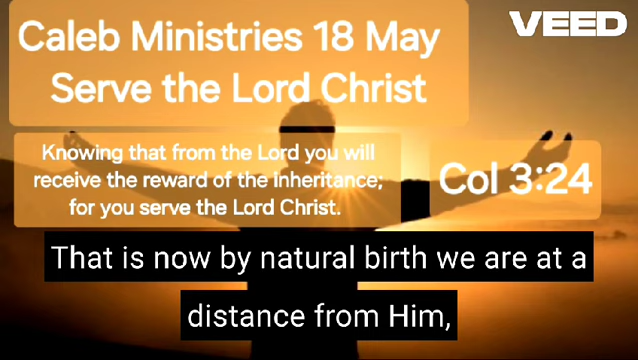 VEED
Caleb Ministries 18 May
Serve the Lord Christ
Knowing that from the Lord you will
receive the reward of the inheritance;
for you serve the Lord Christ.
Col 3:24
That is now by natural birth we are at a
distance from Him,